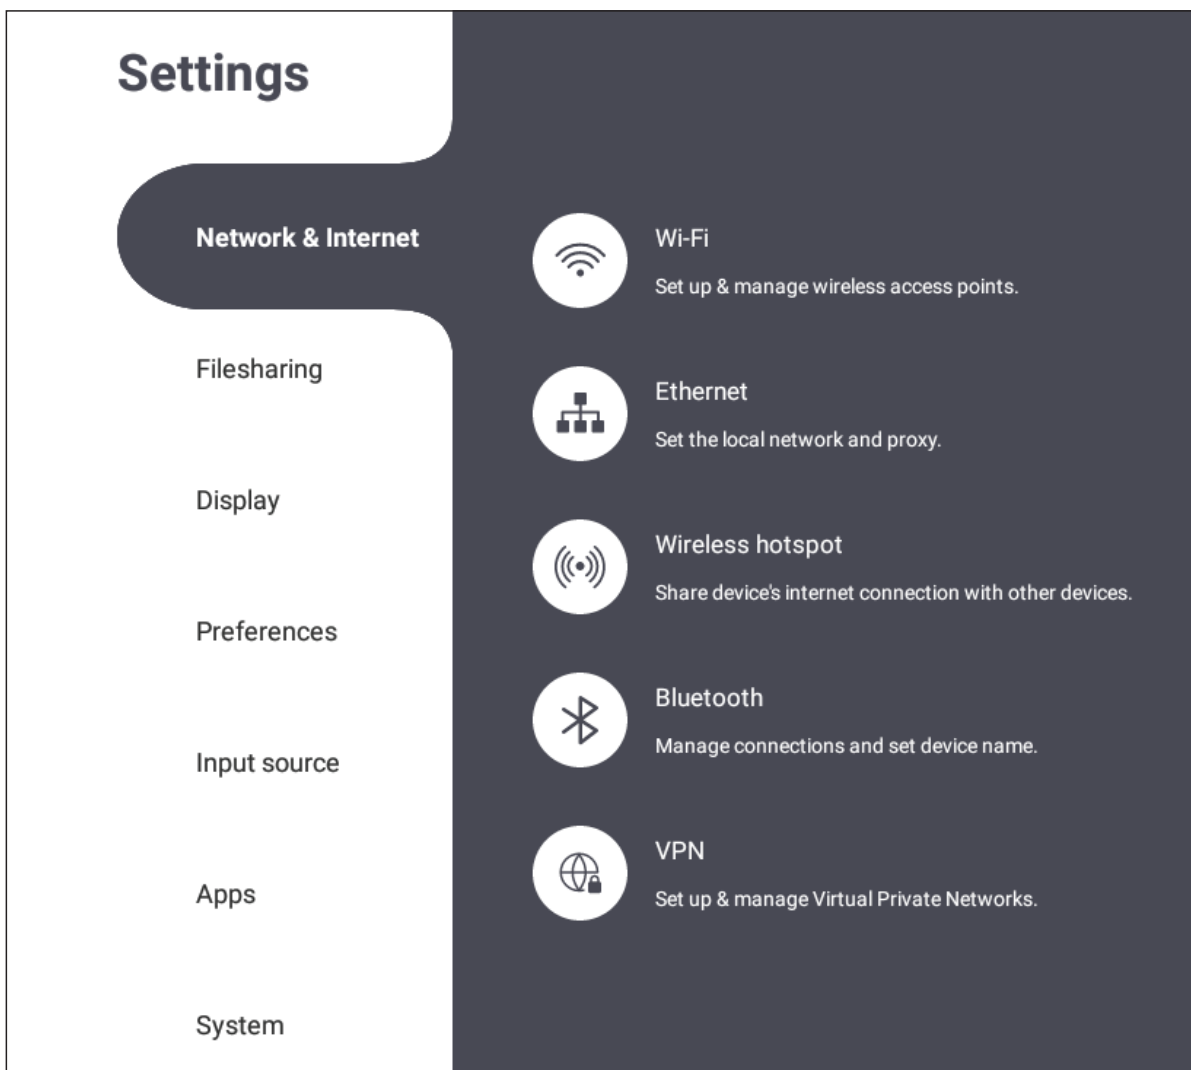 Settings
Network & Internet
Filesharing
Display
Preferences
Input source
Apps
System
Wi-Fi
Set up & manage wireless access points.
Ethernet
Set the local network and proxy.
Wireless hotspot
Share device's internet connection with other devices.
Bluetooth
Manage connections and set device name.
VPN
Set up & manage Virtual Private Networks.